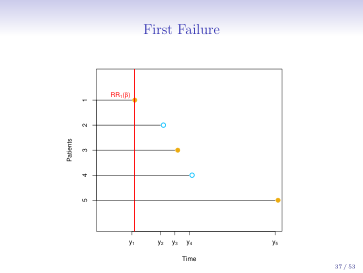 First Failure
RR₁(β)
Patients
1
2
3
4
5
y₁ y₂ y₃ y₄ y₅
Time
37 / 53